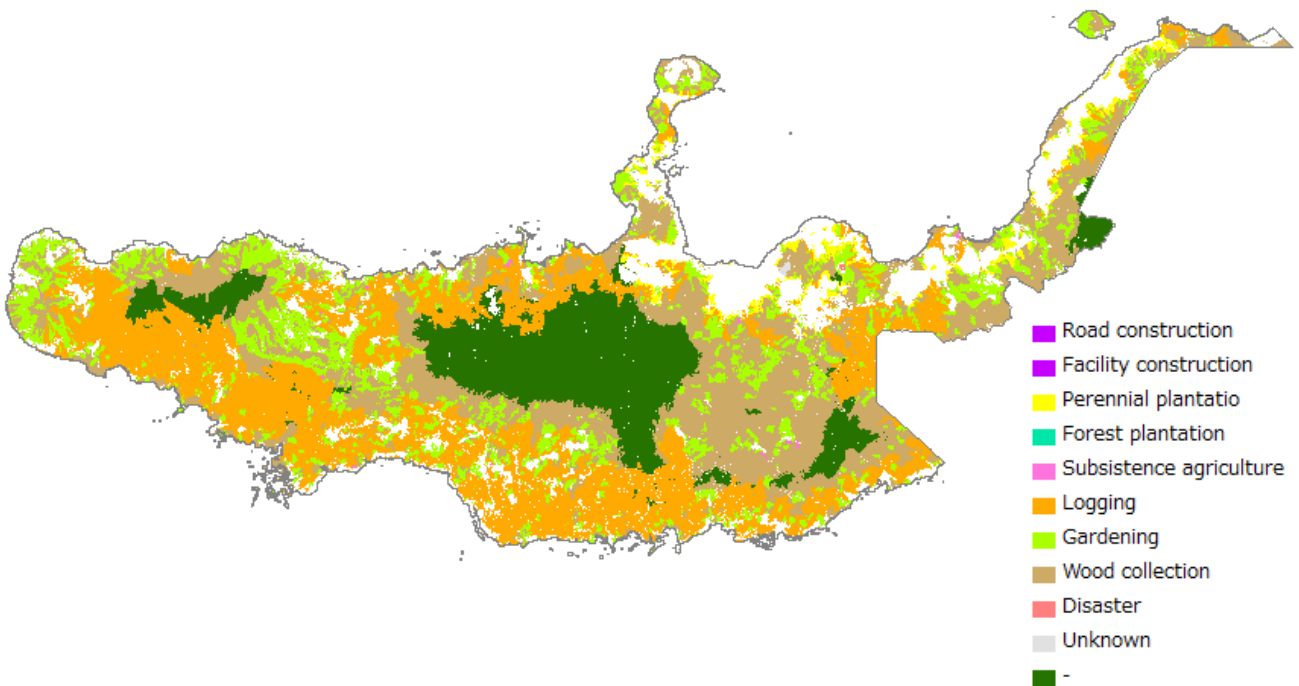 Road construction
Facility construction
Perennial plantatio
Forest plantation
Subsistence agriculture
Logging
Gardening
Wood collection
Disaster
Unknown
-